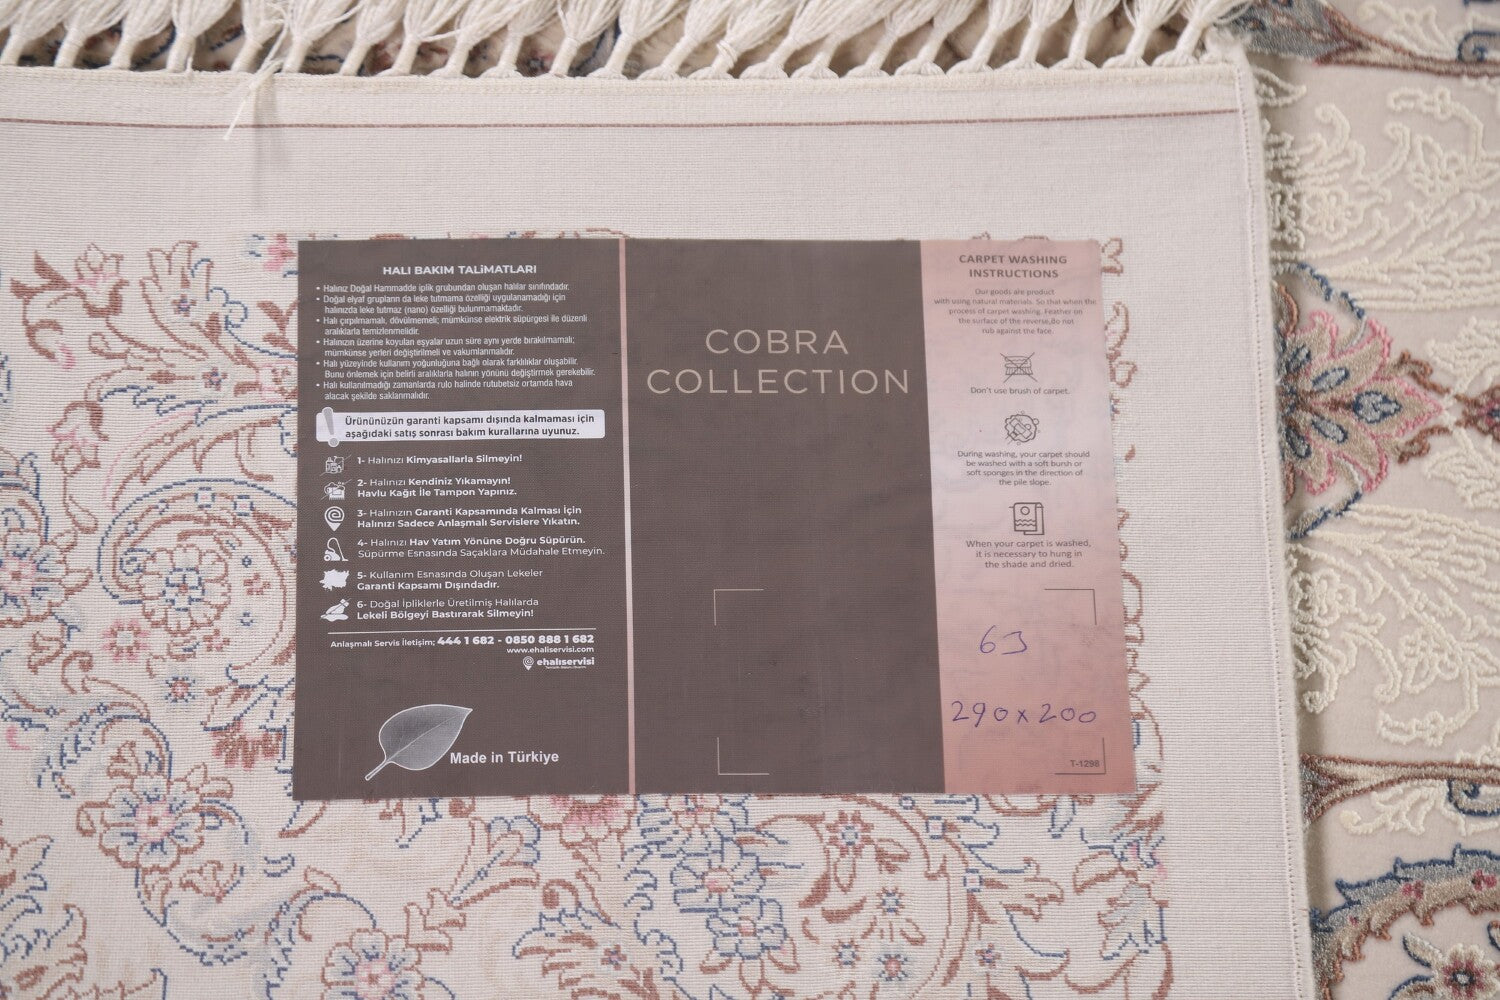 HALI BAKIM TALİMATLARI
• Halınız Doğal Hammadde iplik grubundan oluşan halılar sınıfındadır.
• Doğal elyaf grupların da leke tutmama özelliği uygulanamadığı için
halınızda leke tutmaz (nano) özelliği bulunmamaktadır.
• Halı çırpılmamalı, dövülmemeli; mümkünse elektrik süpürgesi ile düzenli
aralıklarla temizlenmelidir.
• Halınızın üzerine koyulan eşyalar uzun süre aynı yerde bırakılmamalı;
mümkünse yerleri değiştirilmeli ve vakumlanmalıdır.
• Halı yüzeyinde kullanım yoğunluğuna bağlı olarak farklılıklar oluşabilir.
Bunu önlemek için belirli aralıklarla halının yönünü değiştirmek gerekebilir.
• Halı kullanılmadığı zamanlarda rulo halinde rutubetsiz ortamda hava
alacak şekilde saklanmalıdır.
Ürününüzün garanti kapsamı dışında kalmaması için
aşağıdaki satış sonrası bakım kurallarına uyunuz.
1- Halınızı Kimyasallarla Silmeyin!
2- Halınızı Kendiniz Yıkamayın!
Havlu Kağıt İle Tampon Yapınız.
3- Halınızın Garanti Kapsamında Kalması İçin
Halınızı Sadece Anlaşmalı Servislere Yıkatın.
4- Halınızı Hav Yatım Yönüne Doğru Süpürün.
Süpürme Esnasında Saçaklara Müdahale Etmeyin.
5- Kullanım Esnasında Oluşan Lekeler
Garanti Kapsamı Dışındadır.
6- Doğal İpliklerle Üretilmiş Halılarda
Lekeli Bölgeyi Bastırarak Silmeyin!
Anlaşmalı Servis İletişim; 444 1 682 - 0850 888 1 682
www.ehaliservisi.com
ehalıservisi
Made in Türkiye
COBRA
COLLECTION
CARPET WASHING
INSTRUCTIONS
Our goods are product
with using natural materials. So that when the
process of carpet washing. Feather on
the surface of the reverse,do not
rub against the face.
Don't use brush of carpet.
During washing, your carpet should
be washed with a soft bursh or
soft sponges in the direction of
the pile slope.
When your carpet is washed,
it is necessary to hung in
the shade and dried.
290x200
T-1298